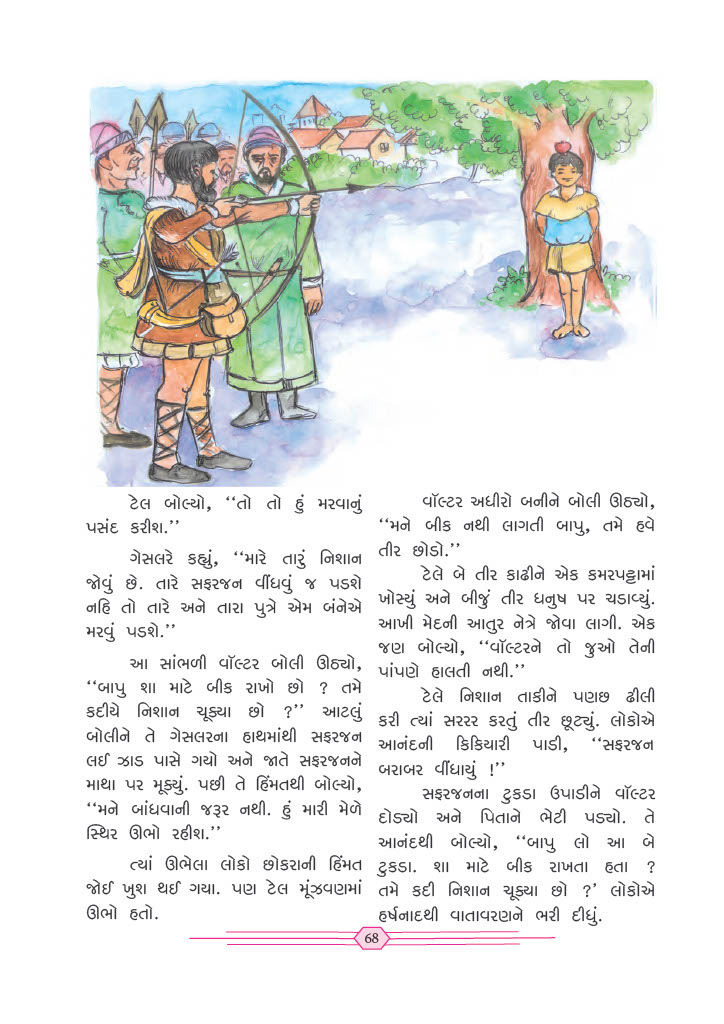 ટેલ બોલ્યો, ‘‘તો તો હું મરવાનું
પસંદ કરીશ.’’
ગેસલરે કહ્યું, ‘‘મારે તારું નિશાન
જોવું છે. તારે સફરજન વીંધવું જ પડશે
નહિ તો તારે અને તારા પુત્રે એમ બંનેએ
મરવું પડશે.’’
આ સાંભળી વૉલ્ટર બોલી ઊઠ્યો,
‘‘બાપુ શા માટે બીક રાખો છો ? તમે
કદીયે નિશાન ચૂક્યા છો ?’’ આટલું
બોલીને તે ગેસલરના હાથમાંથી સફરજન
લઈ ઝાડ પાસે ગયો અને જાતે સફરજનને
માથા પર મૂક્યું. પછી તે હિંમતથી બોલ્યો,
‘‘મને બાંધવાની જરૂર નથી. હું મારી મેળે
સ્થિર ઊભો રહીશ.’’
ત્યાં ઊભેલા લોકો છોકરાની હિંમત
જોઈ ખુશ થઈ ગયા. પણ ટેલ મૂંઝવણમાં
ઊભો હતો.
વૉલ્ટર અધીરો બનીને બોલી ઊઠ્યો,
‘‘મને બીક નથી લાગતી બાપુ, તમે હવે
તીર છોડો.’’
ટેલે બે તીર કાઢીને એક કમરપટ્ટામાં
ખોસ્યું અને બીજું તીર ધનુષ પર ચડાવ્યું.
આખી મેદની આતુર નેત્રે જોવા લાગી. એક
જણ બોલ્યો, ‘‘વૉલ્ટરને તો જુઓ તેની
પાંપણે હાલતી નથી.’’
ટેલે નિશાન તાકીને પણછ ઢીલી
કરી ત્યાં સરરર કરતું તીર છૂટ્યું. લોકોએ
આનંદની કિકિયારી પાડી, ‘‘સફરજન
બરાબર વીંધાયું !’’
સફરજનના ટુકડા ઉપાડીને વૉલ્ટર
દોડ્યો અને પિતાને ભેટી પડ્યો. તે
આનંદથી બોલ્યો, ‘‘બાપુ લો આ બે
ટુકડા. શા માટે બીક રાખતા હતા ?
તમે કદી નિશાન ચૂક્યા છો ?’ લોકોએ
હર્ષનાદથી વાતાવરણને ભરી દીધું.
68